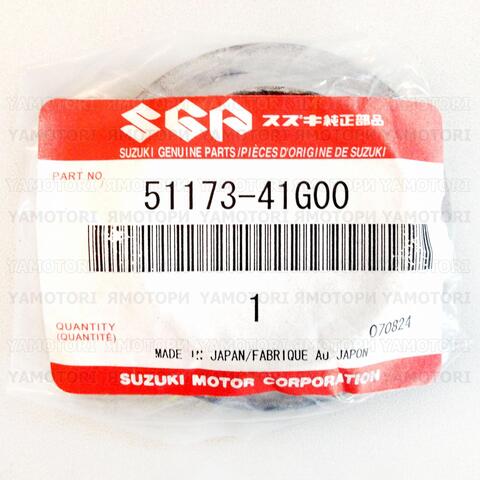 SGP スズキ純正部品
SUZUKI GENUINE PARTS/PIÈCES D'ORIGINE DE SUZUKI
PART NO.
51173-41G00
1
070824
QUANTITY
(QUANTITÉ)
MADE IN JAPAN/FABRIQUE AU JAPON
SUZUKI MOTOR CORPORATION
YAMOTORI ЯМОТОРИ YAMOTORI ЯМОТОРИ YAMOTORI